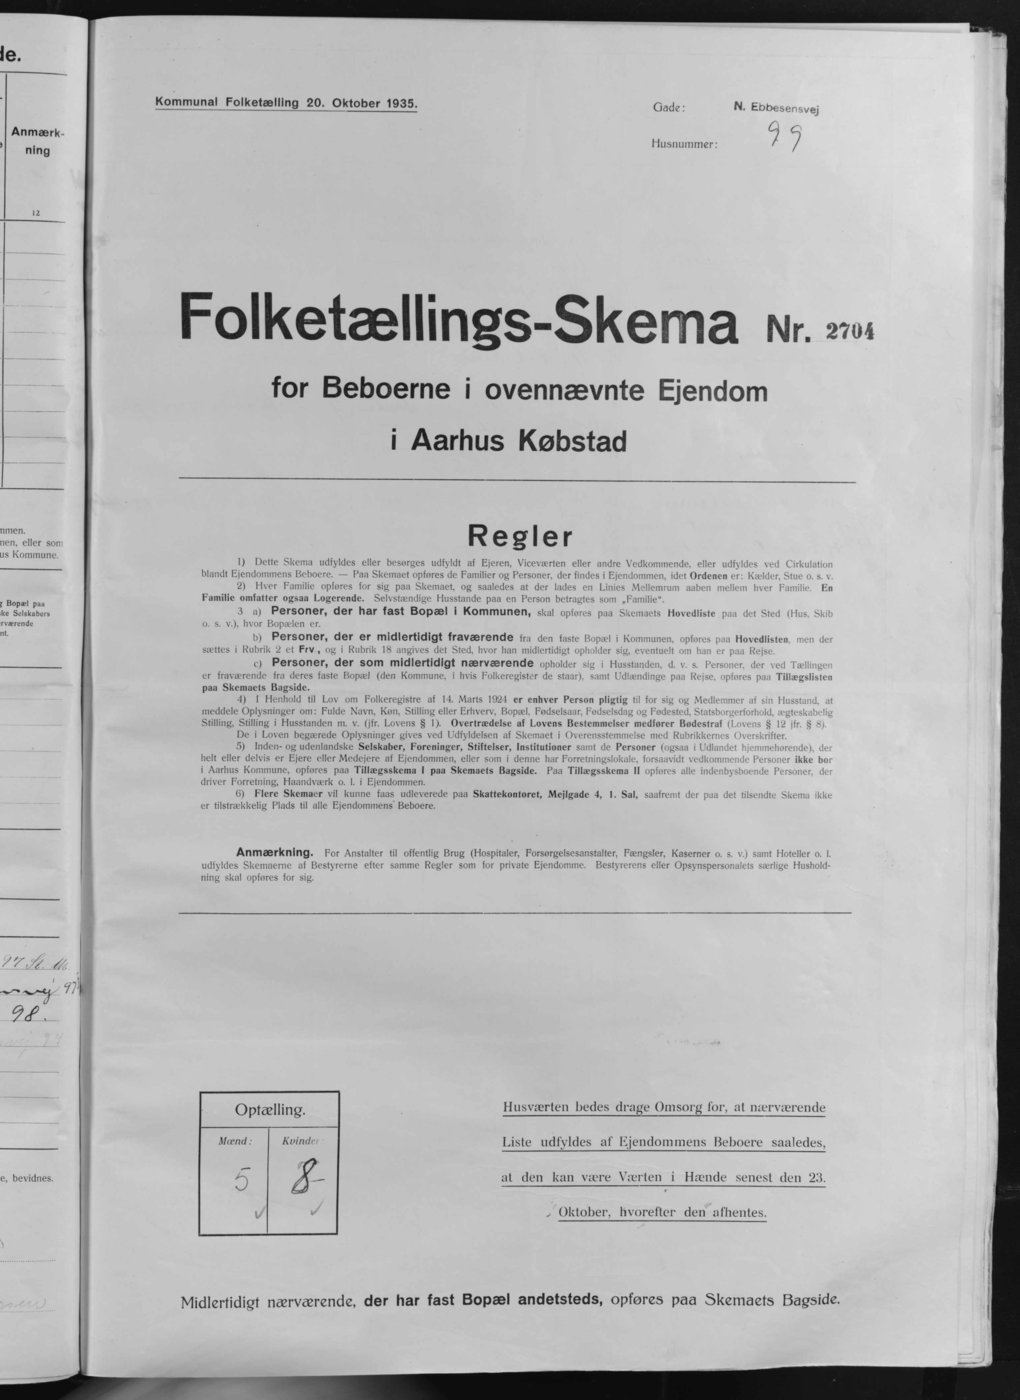 de.
Anmærk-
ning
12
mmen.
nen, eller som
us Kommune.
g Bopæl paa
ske Selskabers
rværende
nt.
97 St. th.
98.
e, bevidnes.
Kommunal Folketælling 20. Oktober 1935.
Gade: N. Ebbesensvej
Husnummer: 99
Folketællings-Skema Nr. 2704
for Beboerne i ovennævnte Ejendom
i Aarhus Købstad
Regler
1) Dette Skema udfyldes eller besørges udfyldt af Ejeren, Viceværten eller andre Vedkommende, eller udfyldes ved Cirkulation
blandt Ejendommens Beboere. — Paa Skemaet opføres de Familier og Personer, der findes i Ejendommen, idet Ordenen er: Kælder, Stue o. s. v.
2) Hver Familie opføres for sig paa Skemaet, og saaledes at der lades en Linies Mellemrum aaben mellem hver Familie. En
Familie omfatter ogsaa Logerende. Selvstændige Husstande paa en Person betragtes som „Familie“.
3 a) Personer, der har fast Bopæl i Kommunen, skal opføres paa Skemaets Hovedliste paa det Sted (Hus, Skib
o. s. v.), hvor Bopælen er.
b) Personer, der er midlertidigt fraværende fra den faste Bopæl i Kommunen, opføres paa Hovedlisten, men der
sættes i Rubrik 2 et Frv., og i Rubrik 18 angives det Sted, hvor han midlertidigt opholder sig, eventuelt om han er paa Rejse.
c) Personer, der som midlertidigt nærværende opholder sig i Husstanden, d. v. s. Personer, der ved Tællingen
er fraværende fra deres faste Bopæl (den Kommune, i hvis Folkeregister de staar), samt Udlændinge paa Rejse, opføres paa Tillægslisten
paa Skemaets Bagside.
4) I Henhold til Lov om Folkeregistre af 14. Marts 1924 er enhver Person pligtig til for sig og Medlemmer af sin Husstand, at
meddele Oplysninger om: Fulde Navn, Køn, Stilling eller Erhverv, Bopæl, Fødselsaar, Fødselsdag og Fødested, Statsborgerforhold, ægteskabelig
Stilling, Stilling i Husstanden m. v. (jfr. Lovens § 1). Overtrædelse af Lovens Bestemmelser medfører Bødestraf (Lovens § 12 jfr. § 8).
De i Loven begærede Oplysninger gives ved Udfyldelsen af Skemaet i Overensstemmelse med Rubrikkernes Overskrifter.
5) Inden- og udenlandske Selskaber, Foreninger, Stiftelser, Institutioner samt de Personer (ogsaa i Udlandet hjemmehørende), der
helt eller delvis er Ejere eller Medejere af Ejendommen, eller som i denne har Forretningslokale, forsaavidt vedkommende Personer ikke bor
i Aarhus Kommune, opføres paa Tillægsskema I paa Skemaets Bagside. Paa Tillægsskema II opføres alle indenbysboende Personer, der
driver Forretning, Haandværk o. l. i Ejendommen.
6) Flere Skemaer vil kunne faas udleverede paa Skattekontoret, Mejlgade 4, 1. Sal, saafremt der paa det tilsendte Skema ikke
er tilstrækkelig Plads til alle Ejendommens Beboere.
Anmærkning. For Anstalter til offentlig Brug (Hospitaler, Forsørgelsesanstalter, Fængsler, Kaserner o. s. v.) samt Hoteller o. l.
udfyldes Skemaerne af Bestyrerne efter samme Regler som for private Ejendomme. Bestyrerens eller Opsynspersonalets særlige Hushold-
ning skal opføres for sig.
Optælling.
Mænd: Kvinder:
5 8
Husværten bedes drage Omsorg for, at nærværende
Liste udfyldes af Ejendommens Beboere saaledes,
at den kan være Værten i Hænde senest den 23.
Oktober, hvorefter den afhentes.
Midlertidigt nærværende, der har fast Bopæl andetsteds, opføres paa Skemaets Bagside.